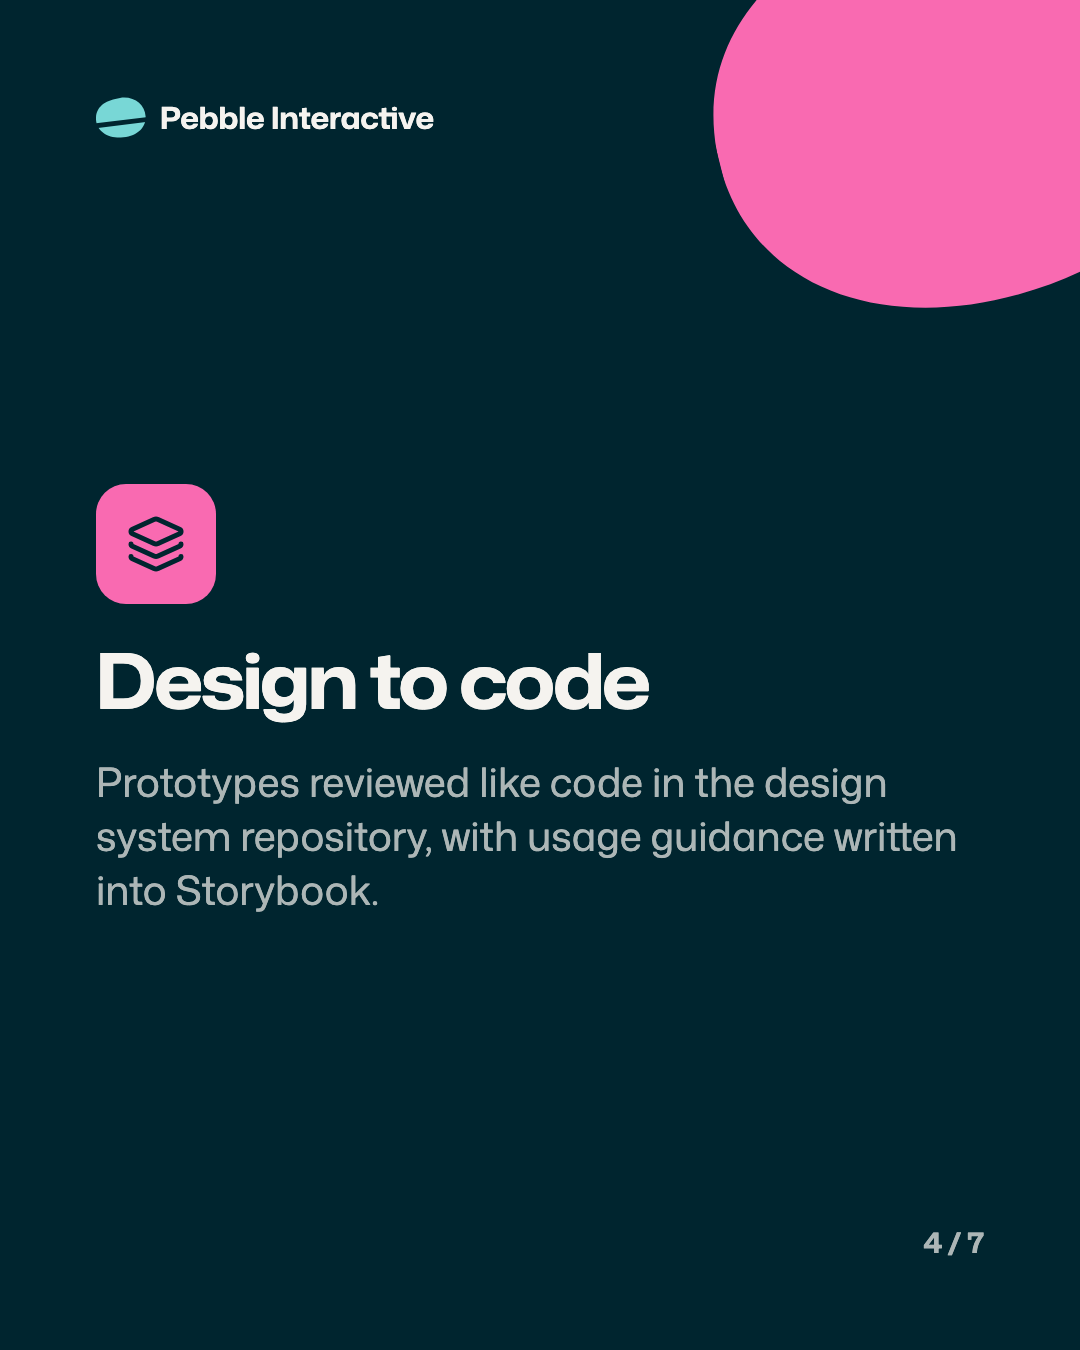 Pebble Interactive
Design to code
Prototypes reviewed like code in the design
system repository, with usage guidance written
into Storybook.
4 / 7